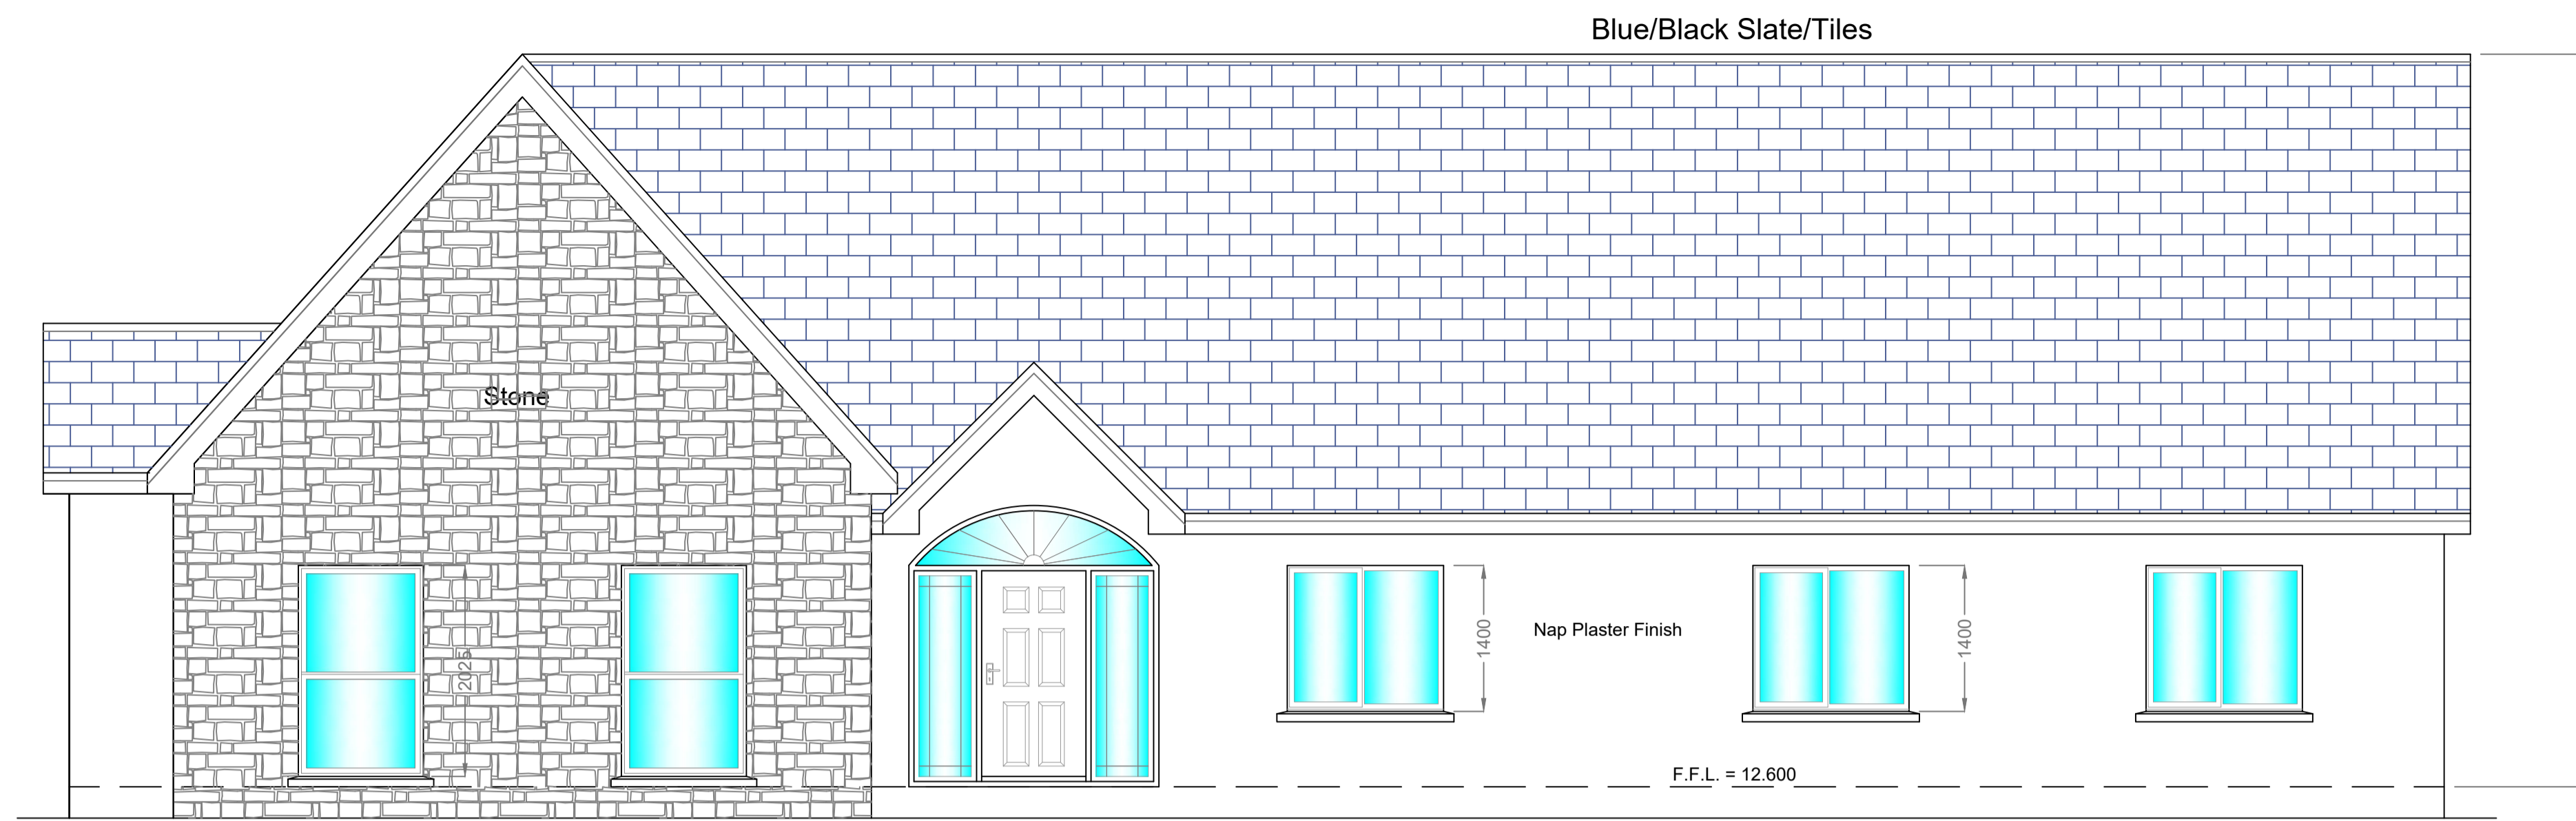 Blue/Black Slate/Tiles
Stone
2025
1400
Nap Plaster Finish
1400
F.F.L. = 12.600